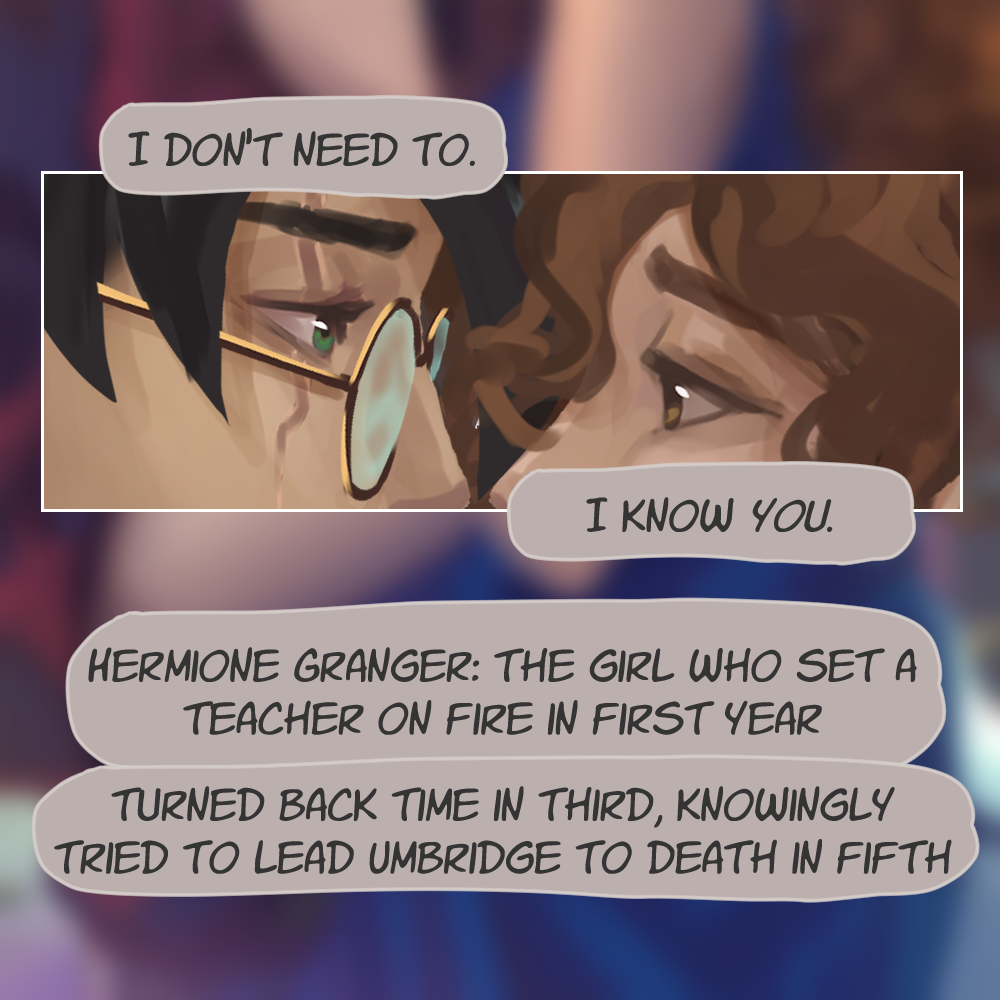 I DON'T NEED TO.
I KNOW YOU.
HERMIONE GRANGER: THE GIRL WHO SET A
TEACHER ON FIRE IN FIRST YEAR
TURNED BACK TIME IN THIRD, KNOWINGLY
TRIED TO LEAD UMBRIDGE TO DEATH IN FIFTH